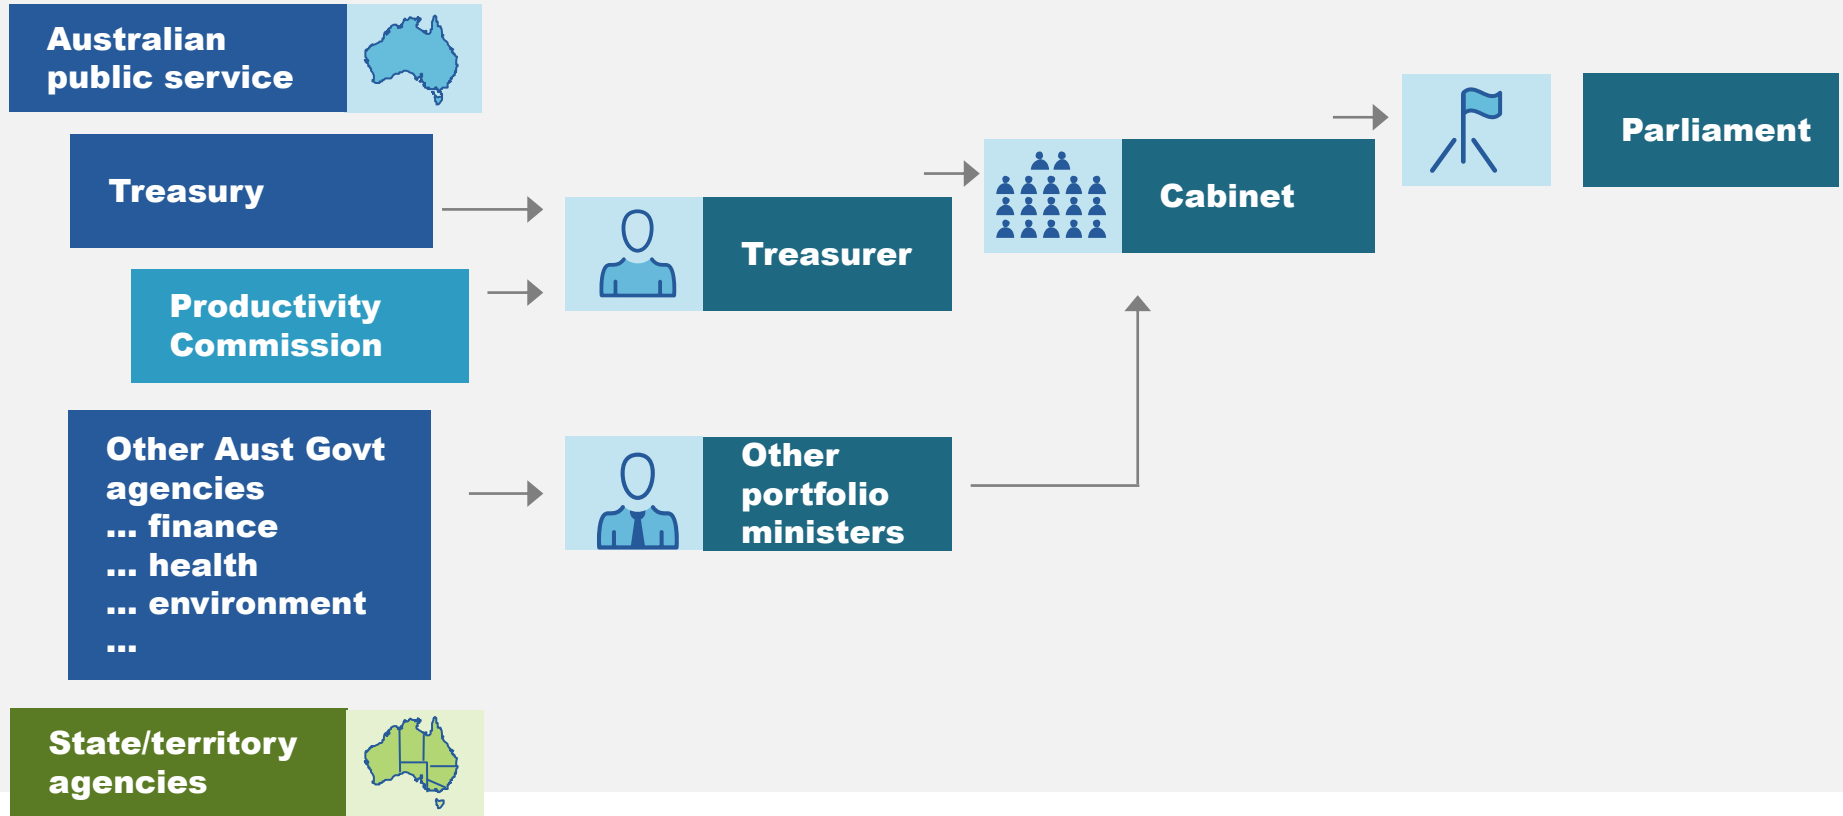 Australian
public service
Treasury
Productivity
Commission
Other Aust Govt
agencies
... finance
... health
... environment
...
State/territory
agencies
Treasurer
Other
portfolio
ministers
Cabinet
Parliament